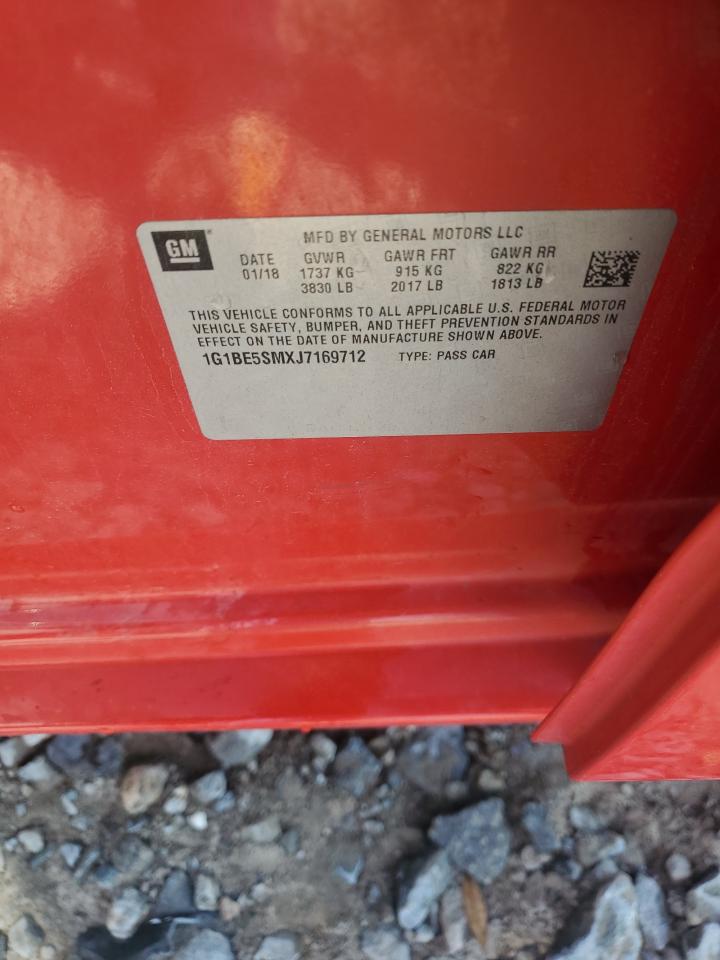 GM MFD BY GENERAL MOTORS LLC
DATE GVWR GAWR FRT GAWR RR
01/18 1737 KG 915 KG 822 KG
3830 LB 2017 LB 1813 LB
THIS VEHICLE CONFORMS TO ALL APPLICABLE U.S. FEDERAL MOTOR
VEHICLE SAFETY, BUMPER, AND THEFT PREVENTION STANDARDS IN
EFFECT ON THE DATE OF MANUFACTURE SHOWN ABOVE.
1G1BE5SMXJ7169712 TYPE: PASS CAR